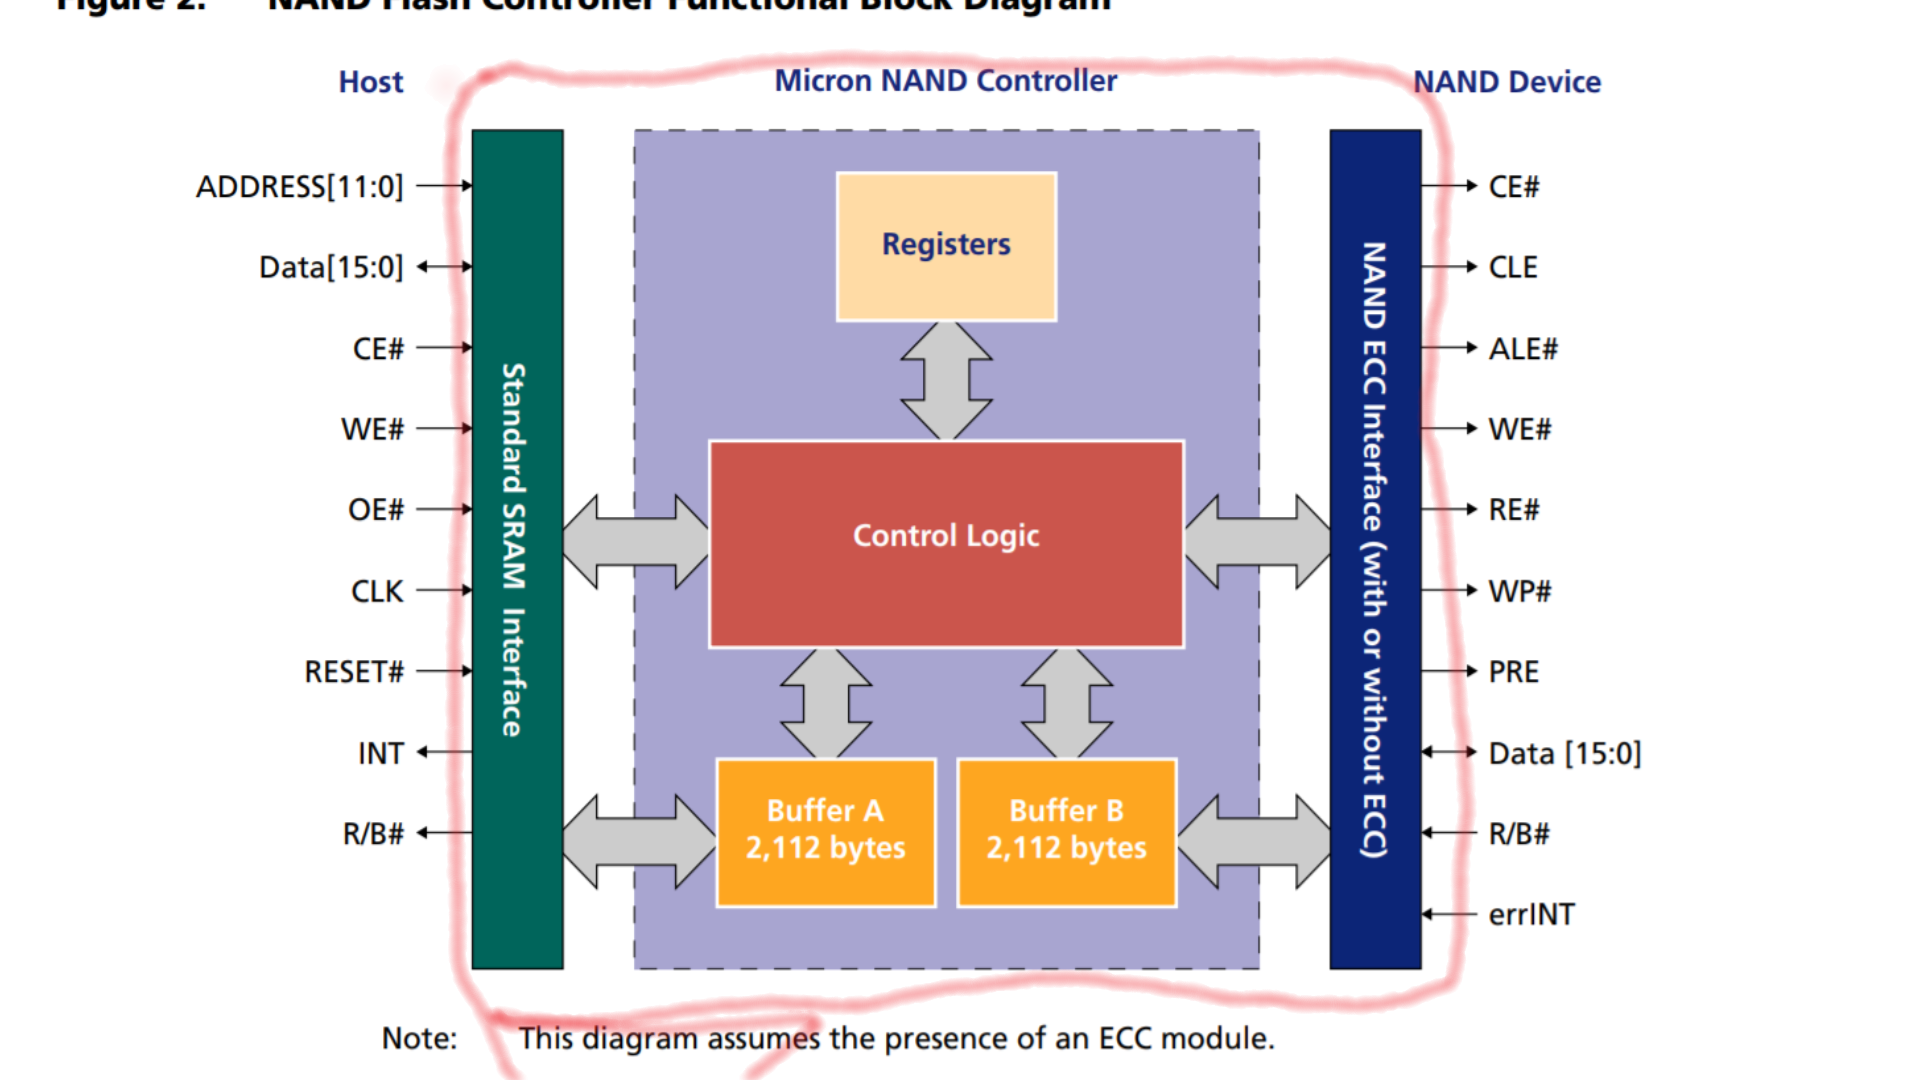 Figure 2. NAND Flash Controller Functional Block Diagram
Host
Micron NAND Controller
NAND Device
ADDRESS[11:0]
Data[15:0]
CE#
WE#
OE#
CLK
RESET#
INT
R/B#
Standard SRAM Interface
Registers
Control Logic
Buffer A
2,112 bytes
Buffer B
2,112 bytes
NAND ECC Interface (with or without ECC)
CE#
CLE
ALE#
WE#
RE#
WP#
PRE
Data [15:0]
R/B#
errINT
Note: This diagram assumes the presence of an ECC module.